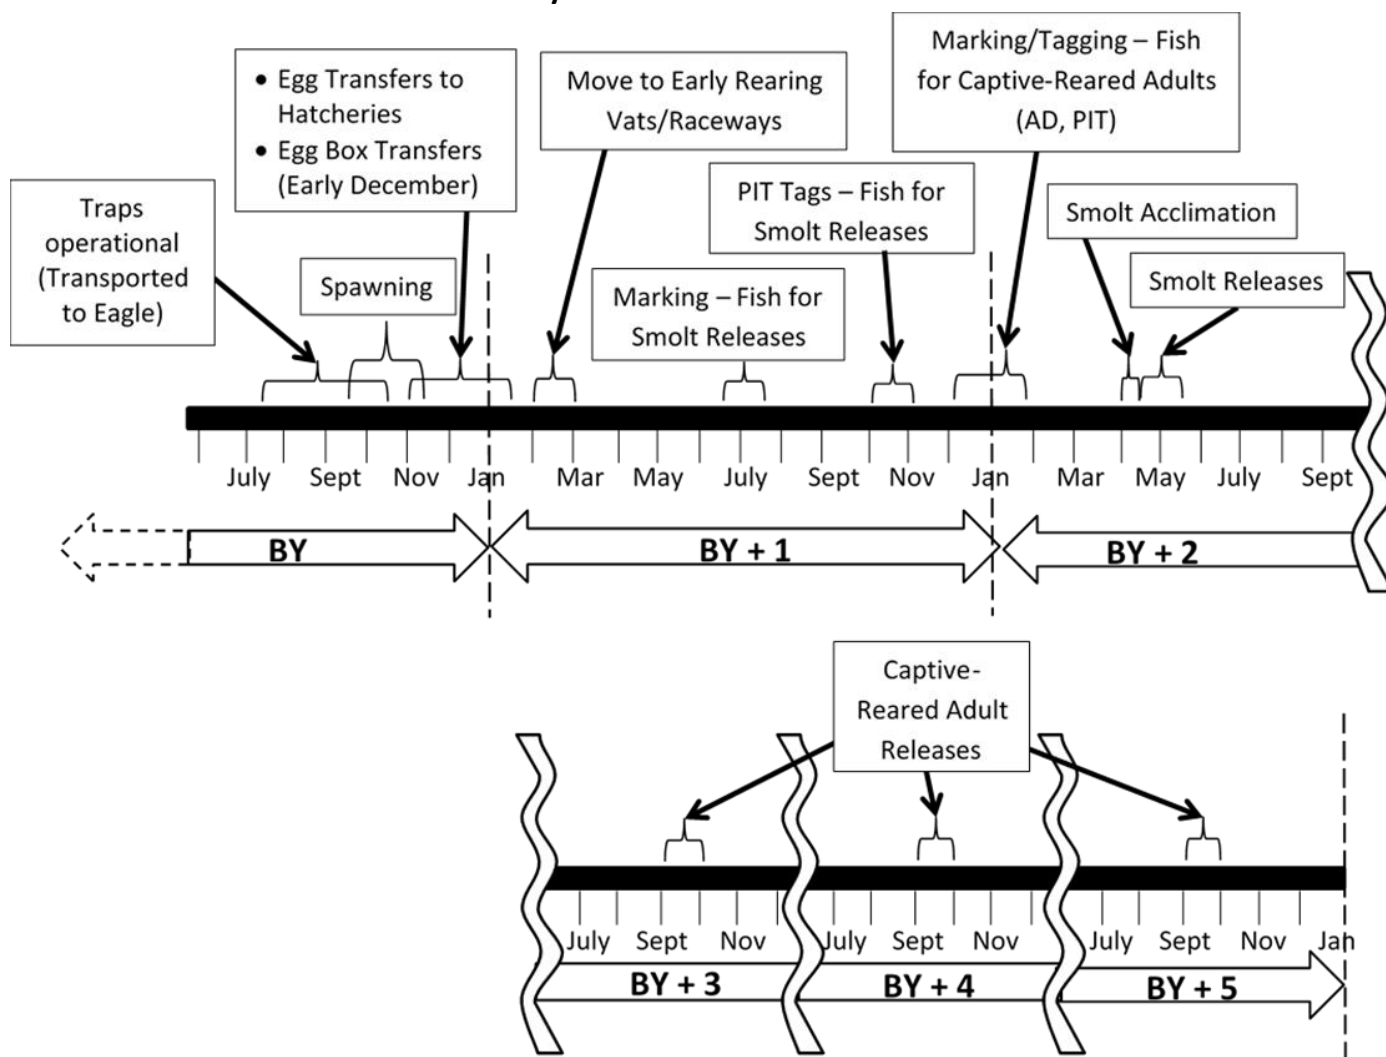 Traps
operational
(Transported
to Eagle)
• Egg Transfers to
Hatcheries
• Egg Box Transfers
(Early December)
Spawning
Move to Early Rearing
Vats/Raceways
Marking – Fish for
Smolt Releases
PIT Tags – Fish for
Smolt Releases
Marking/Tagging – Fish
for Captive-Reared Adults
(AD, PIT)
Smolt Acclimation
Smolt Releases
July Sept Nov Jan Mar May July Sept Nov Jan Mar May July Sept
BY BY + 1 BY + 2
Captive-
Reared Adult
Releases
July Sept Nov July Sept Nov July Sept Nov Jan
BY + 3 BY + 4 BY + 5